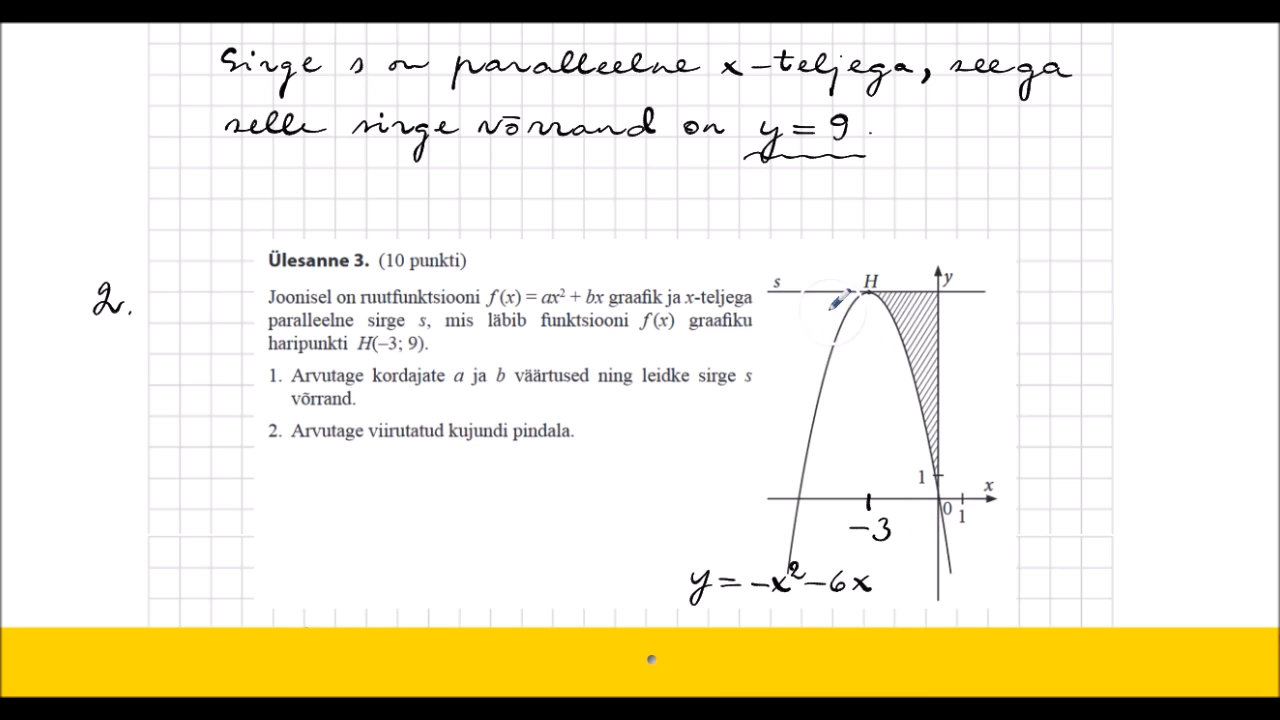 Sirge s on paralleelne x-teljega, seega
selle sirge võrrand on y = 9.
2.
Ülesanne 3. (10 punkti)
Joonisel on ruutfunktsiooni f(x) = ax² + bx graafik ja x-teljega
paralleelne sirge s, mis läbib funktsiooni f(x) graafiku
haripunkti H(–3; 9).
1. Arvutage kordajate a ja b väärtused ning leidke sirge s
võrrand.
2. Arvutage viirutatud kujundi pindala.
s H y
1 x
0 1
–3
y = –x² – 6x